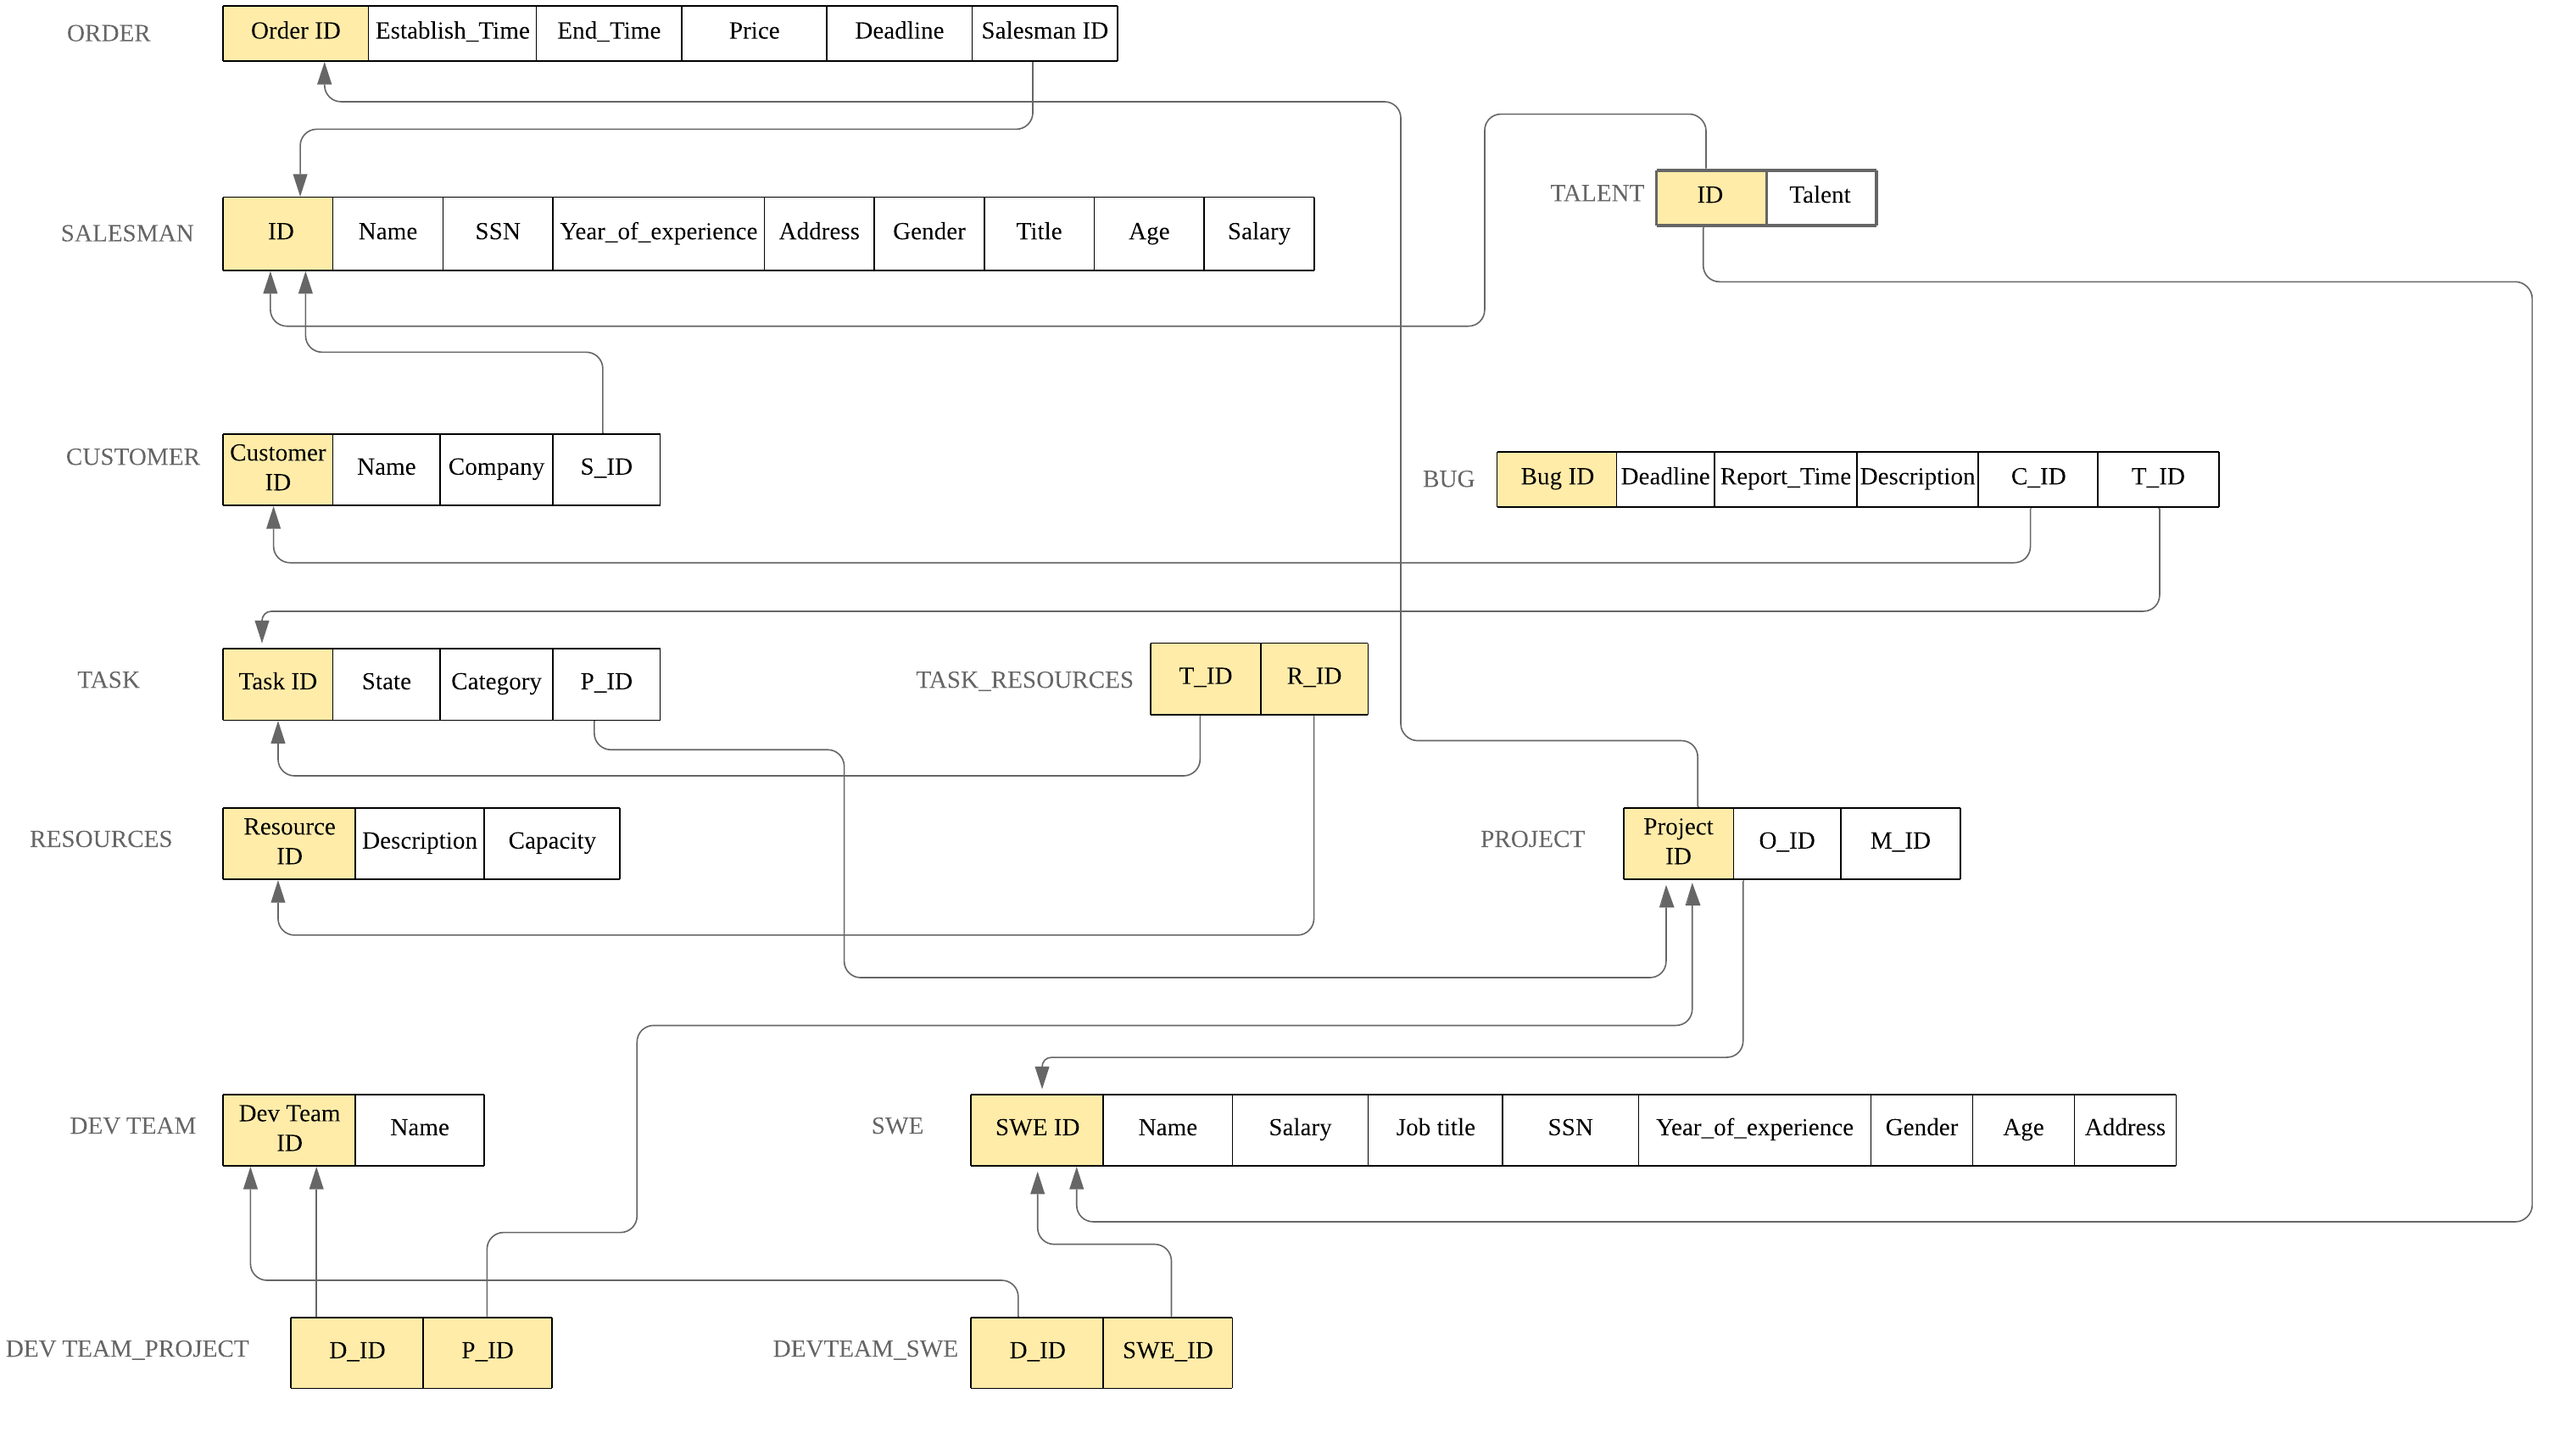 ORDER
Order ID
Establish_Time
End_Time
Price
Deadline
Salesman ID
TALENT
ID
Talent
SALESMAN
ID
Name
SSN
Year_of_experience
Address
Gender
Title
Age
Salary
CUSTOMER
Customer
ID
Name
Company
S_ID
BUG
Bug ID
Deadline
Report_Time
Description
C_ID
T_ID
TASK
Task ID
State
Category
P_ID
TASK_RESOURCES
T_ID
R_ID
RESOURCES
Resource
ID
Description
Capacity
PROJECT
Project
ID
O_ID
M_ID
DEV TEAM
Dev Team
ID
Name
SWE
SWE ID
Name
Salary
Job title
SSN
Year_of_experience
Gender
Age
Address
DEV TEAM_PROJECT
D_ID
P_ID
DEVTEAM_SWE
D_ID
SWE_ID